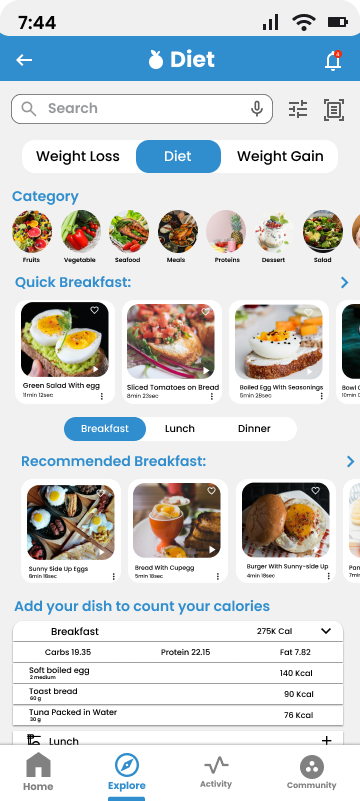 7:44
4
Diet
Search
Weight Loss Diet Weight Gain
Category
Fruits Vegetable Seafood Meals Proteins Dessert Salad
Quick Breakfast:
Green Salad With egg
11min 12sec
Sliced Tomatoes on Bread
8min 23sec
Boiled Egg With Seasonings
5min 28sec
Bowl
10min
Breakfast Lunch Dinner
Recommended Breakfast:
Sunny Side Up Eggs
8min 18sec
Bread With Cupegg
5min 16sec
Burger With Sunny-side Up
4min 19sec
Pan
7min
Add your dish to count your calories
Breakfast 275K Cal
Carbs 19.35 Protein 22.15 Fat 7.82
Soft boiled egg 140 Kcal
2 medium
Toast bread 90 Kcal
60 g
Tuna Packed in Water 76 Kcal
30 g
Lunch
Home Explore Activity Community